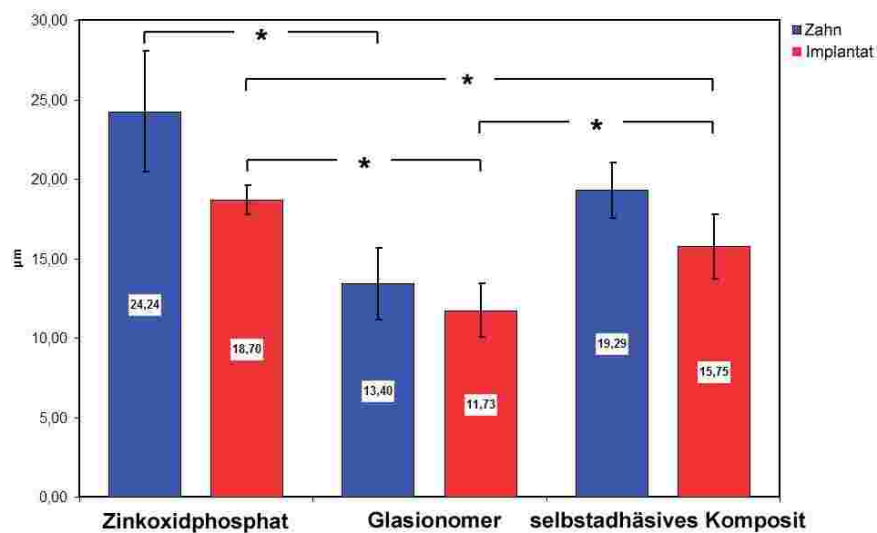 30,00
Zahn
Implantat
*
*
25,00
*
*
20,00
15,00
µm
24,24
18,70
13,40
11,73
19,29
15,75
10,00
5,00
0,00
Zinkoxidphosphat
Glasionomer
selbstadhäsives Komposit